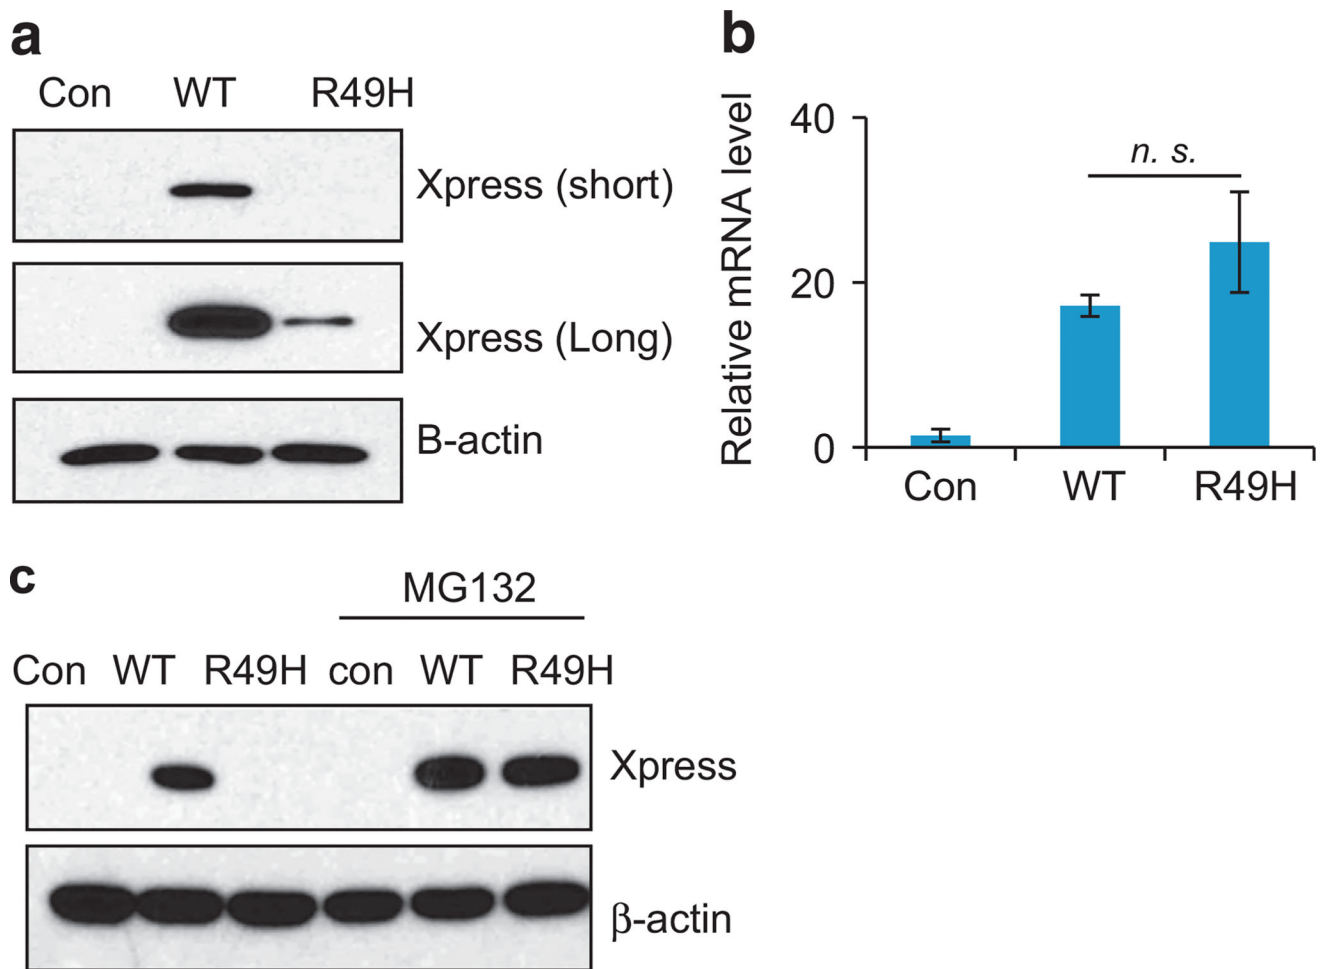 a
Con WT R49H
Xpress (short)
Xpress (Long)
B-actin
b
Relative mRNA level
40
20
0
n. s.
Con WT R49H
c
MG132
Con WT R49H con WT R49H
Xpress
β-actin